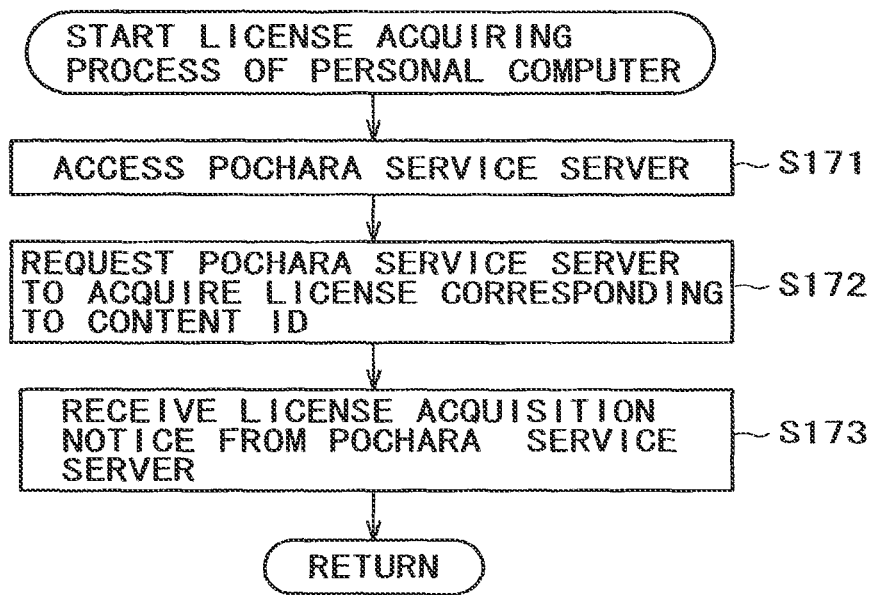 START LICENSE ACQUIRING
PROCESS OF PERSONAL COMPUTER
ACCESS POCHARA SERVICE SERVER
S171
REQUEST POCHARA SERVICE SERVER
TO ACQUIRE LICENSE CORRESPONDING
TO CONTENT ID
S172
RECEIVE LICENSE ACQUISITION
NOTICE FROM POCHARA SERVICE
SERVER
S173
RETURN